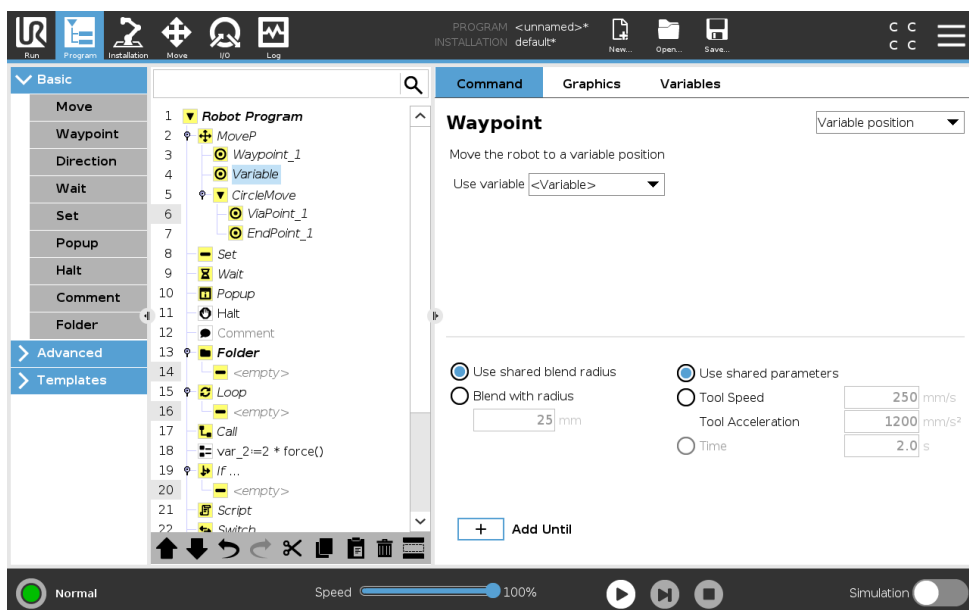 PROGRAM <unnamed>*
INSTALLATION default*
Run Program Installation Move I/O Log New... Open... Save...
C C
C C
Basic
Move
Waypoint
Direction
Wait
Set
Popup
Halt
Comment
Folder
Advanced
Templates
1 Robot Program
2 MoveP
3 Waypoint_1
4 Variable
5 CircleMove
6 ViaPoint_1
7 EndPoint_1
8 Set
9 Wait
10 Popup
11 Halt
12 Comment
13 Folder
14 <empty>
15 Loop
16 <empty>
17 Call
18 var_2:=2 * force()
19 If ...
20 <empty>
21 Script
22 Switch
Command Graphics Variables
Waypoint Variable position
Move the robot to a variable position
Use variable <Variable>
Use shared blend radius
Blend with radius
25 mm
Use shared parameters
Tool Speed 250 mm/s
Tool Acceleration 1200 mm/s²
Time 2.0 s
+ Add Until
Normal Speed 100% Simulation